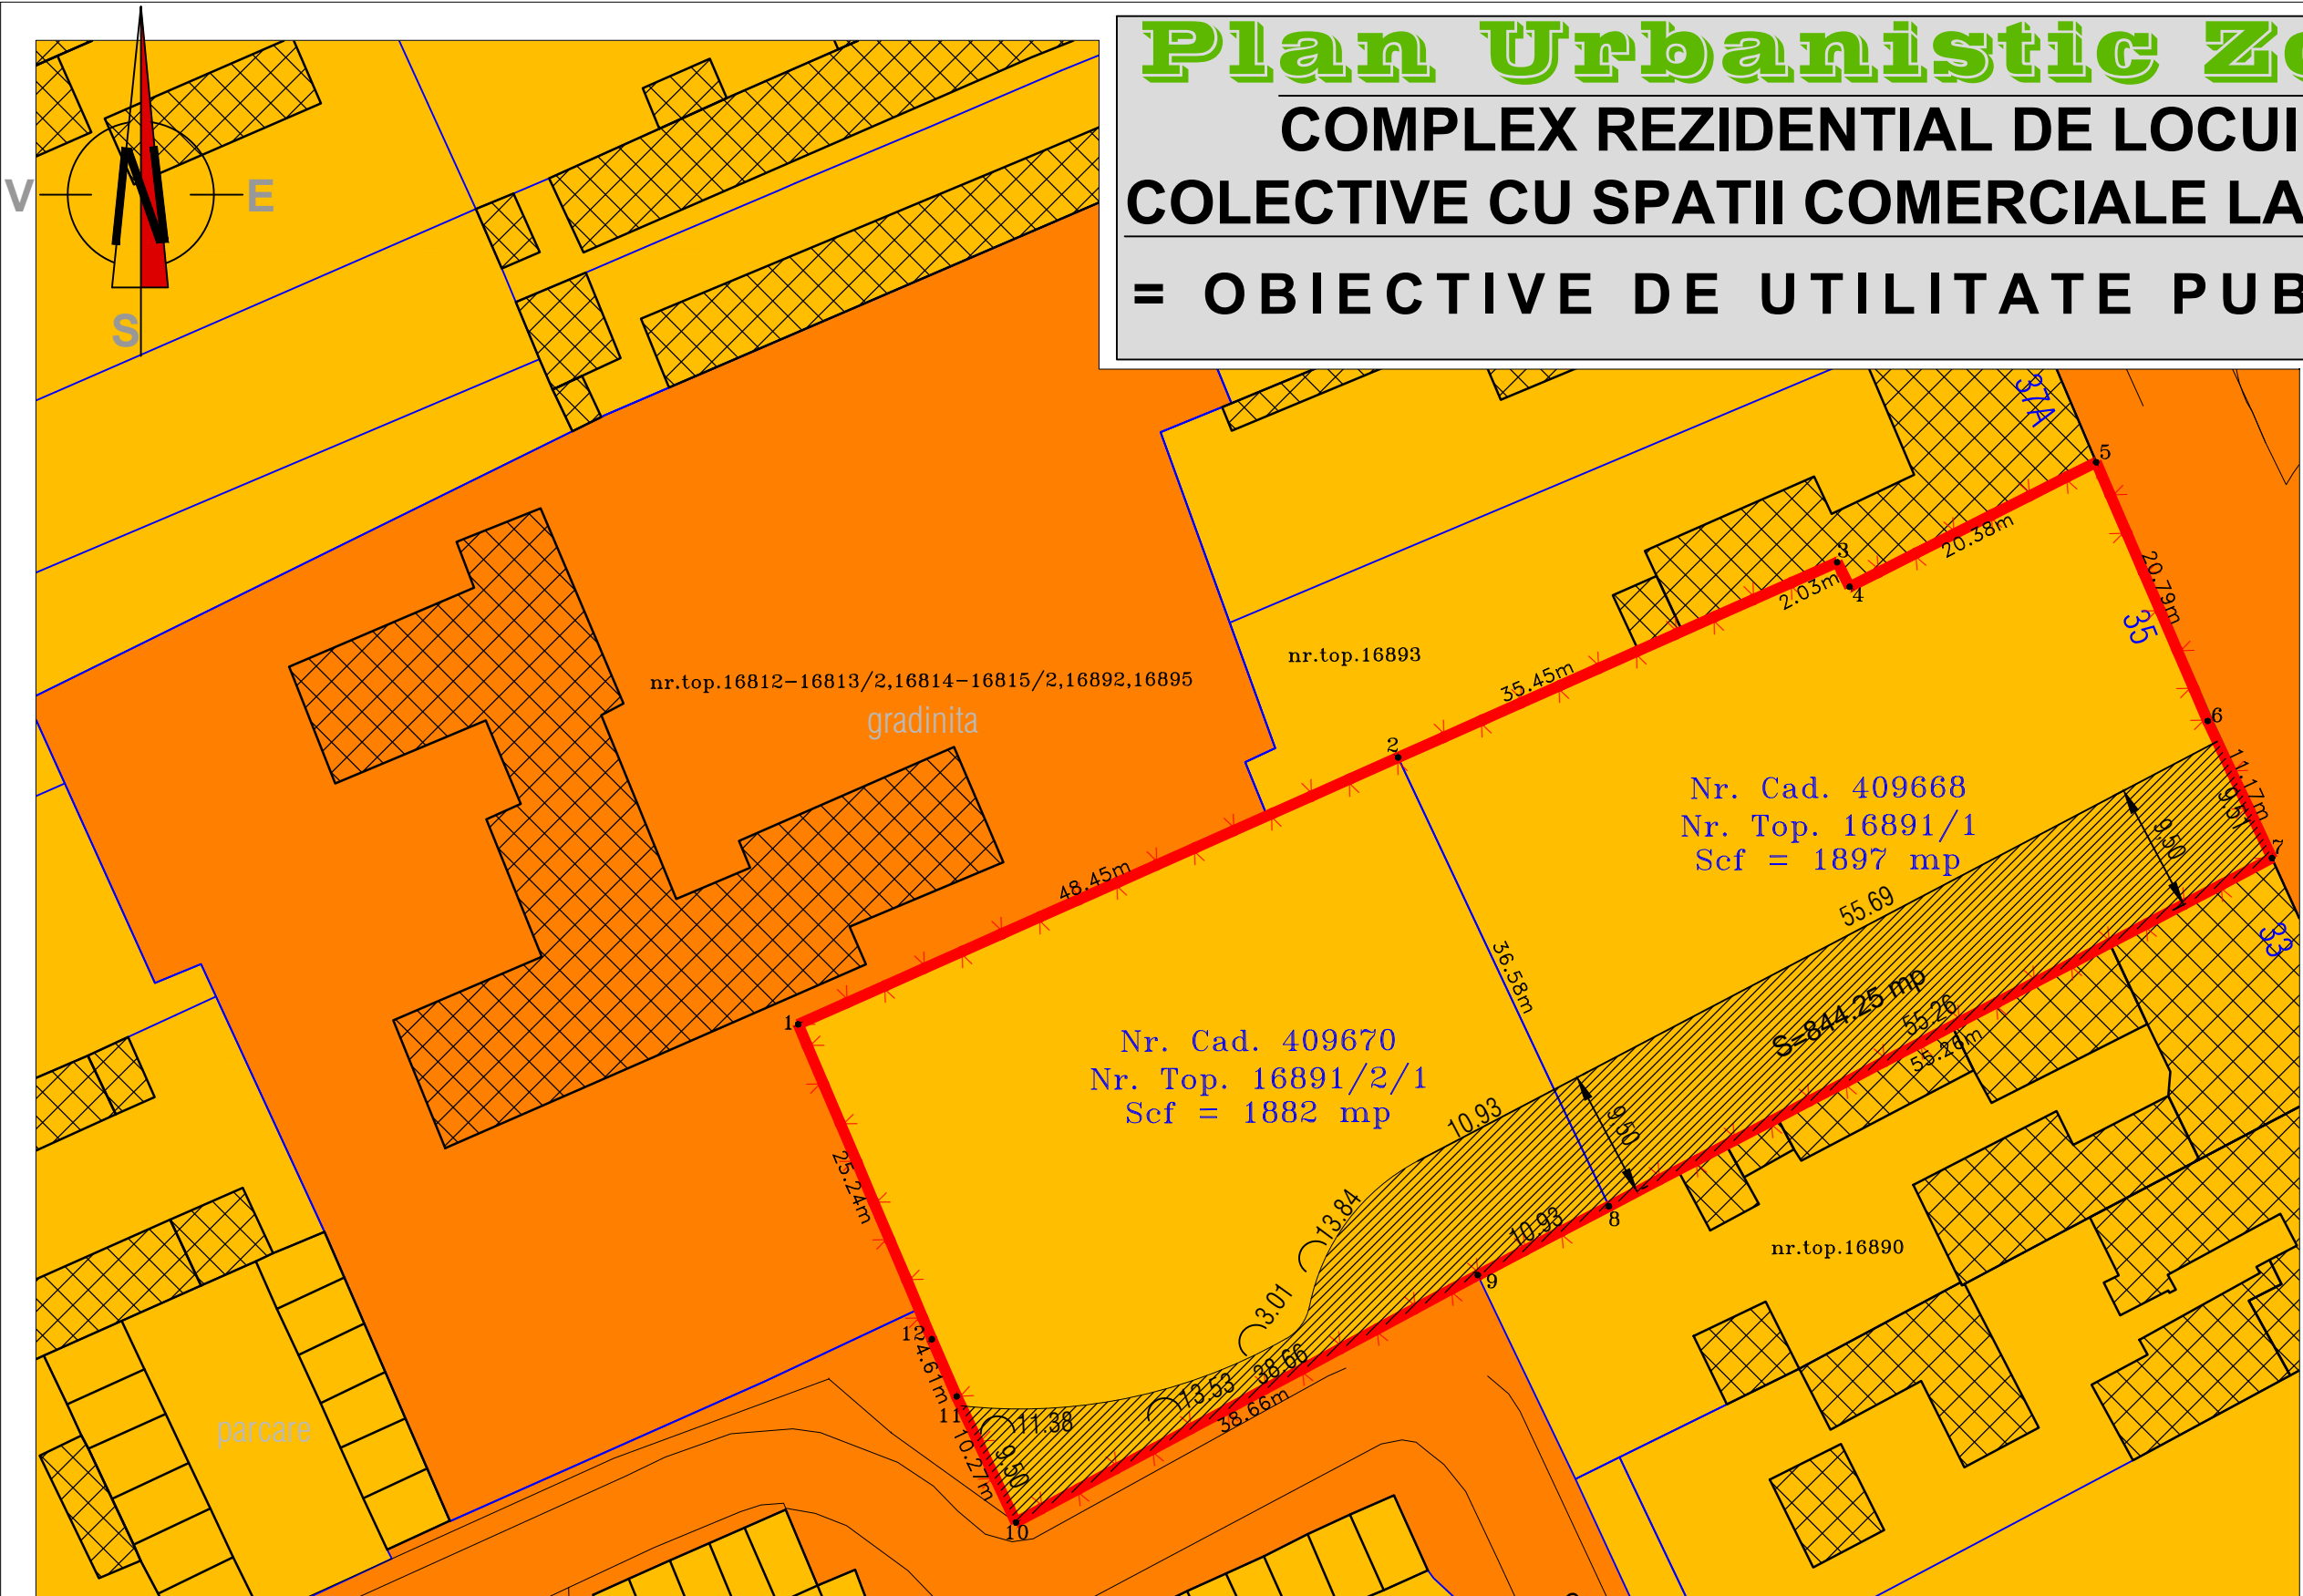 Plan Urbanistic
COMPLEX REZIDENTIAL DE
COLECTIVE CU SPATII COMERCIALE LA
= OBIECTIVE DE UTILITATE
N
V
E
S
37A
5
3
20.38m
2.03m
4
20.79m
35
nr.top.16893
nr.top.16812-16813/2,16814-16815/2,16892,16895
gradinita
35.45m
6
2
11.17m
Nr. Cad. 409668
Nr. Top. 16891/1
Scf = 1897 mp
9.50
7
48.45m
55.69
33
36.58m
S=844.25 mp
55.26
55.26m
1
Nr. Cad. 409670
Nr. Top. 16891/2/1
Scf = 1882 mp
10.93
9.50
25.24m
13.84
10.93
8
nr.top.16890
9
3.01
12
4.61m
38.66
13.53
38.66m
11
11.38
parcare
9.50
10.27m
10